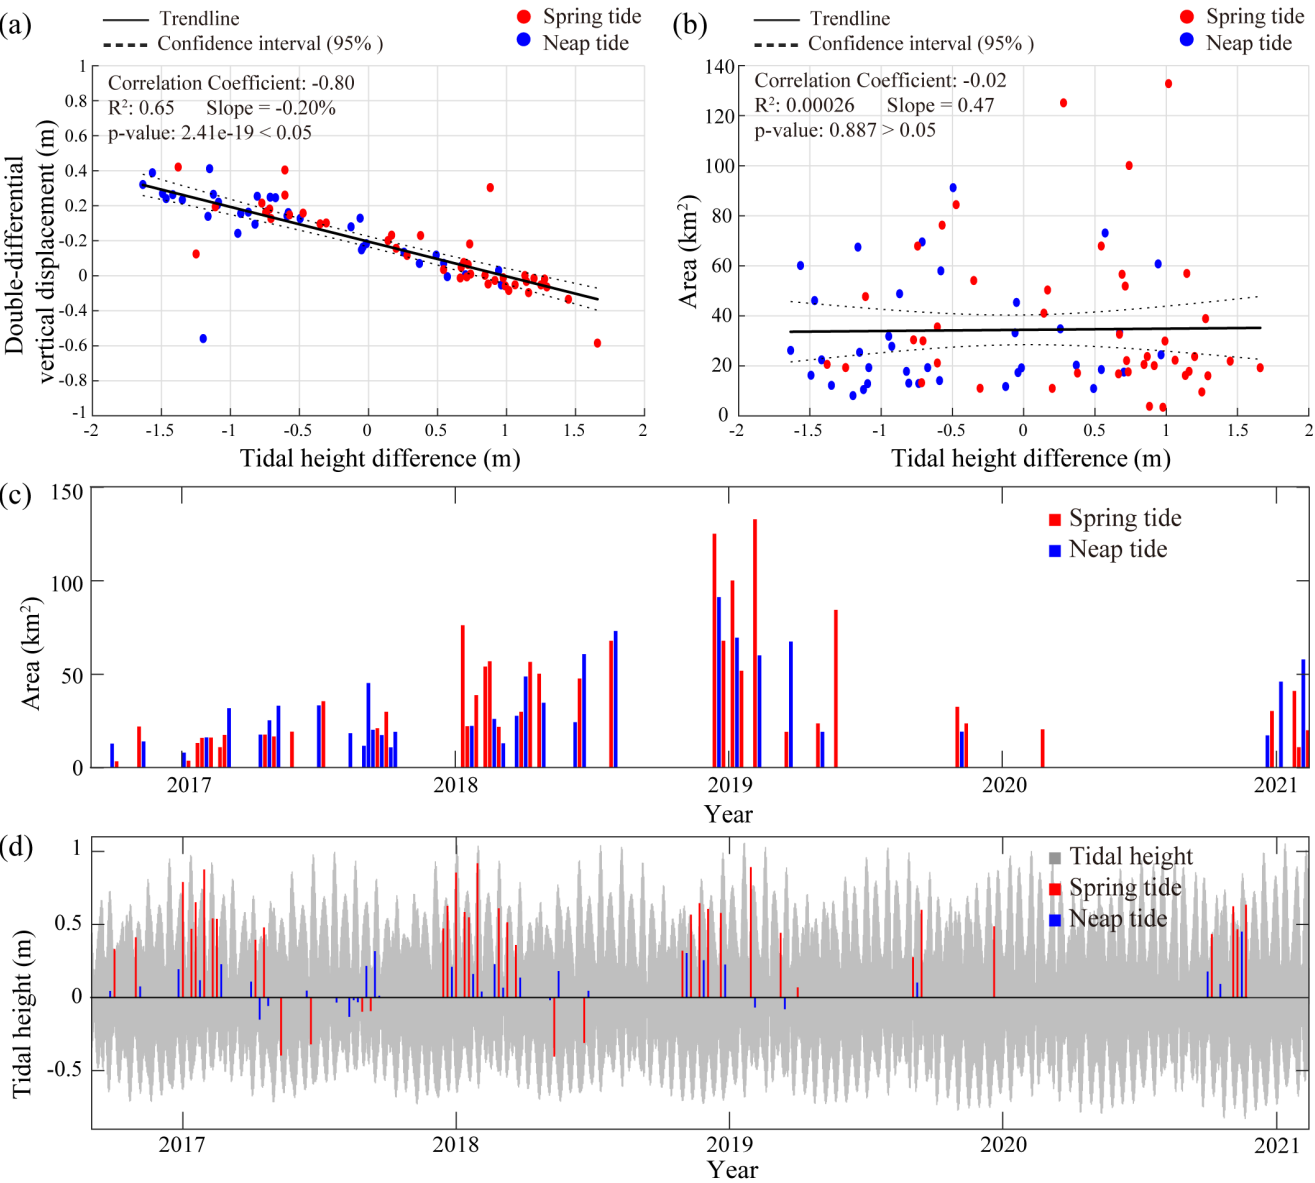 (a)
Trendline
Confidence interval (95% )
Spring tide
Neap tide
Correlation Coefficient: -0.80
R²: 0.65 Slope = -0.20%
p-value: 2.41e-19 < 0.05
Double-differential
vertical displacement (m)
1
0.8
0.6
0.4
0.2
-0.2
0
-0.4
-0.6
-0.8
-1
-2 -1.5 -1 -0.5 0 0.5 1 1.5 2
Tidal height difference (m)
(b)
Trendline
Confidence interval (95% )
Spring tide
Neap tide
Correlation Coefficient: -0.02
R²: 0.00026 Slope = 0.47
p-value: 0.887 > 0.05
Area (km²)
140
120
100
80
60
40
20
0
-2 -1.5 -1 -0.5 0 0.5 1 1.5 2
Tidal height difference (m)
(c)
Spring tide
Neap tide
Area (km²)
150
100
50
0
2017 2018 2019 2020 2021
Year
(d)
Tidal height
Spring tide
Neap tide
Tidal height (m)
1
0.5
0
-0.5
2017 2018 2019 2020 2021
Year